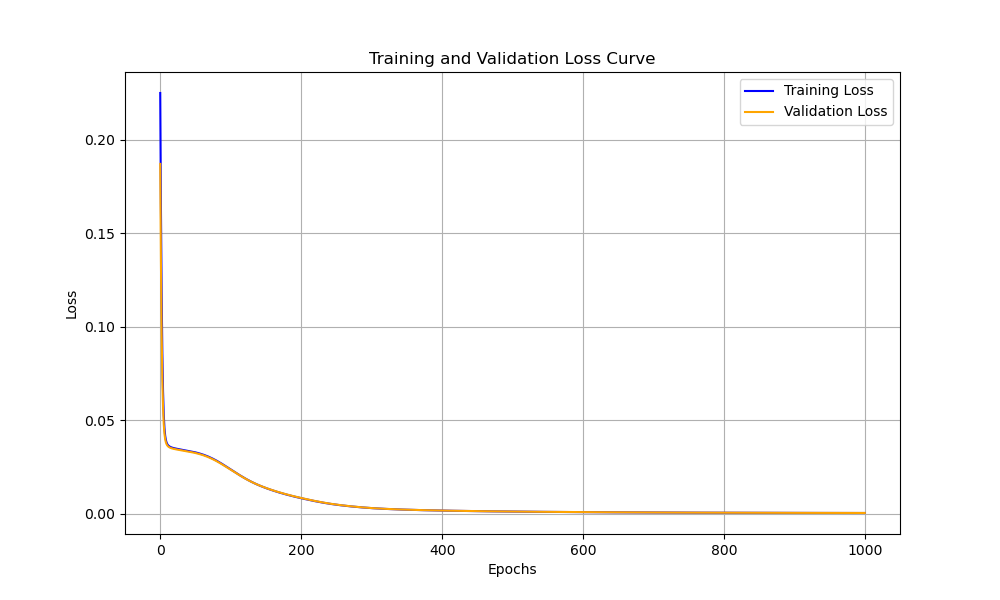 Training and Validation Loss Curve
Training Loss
Validation Loss
0.20
0.15
0.10
0.05
0.00
Loss
0
200
400
600
800
1000
Epochs